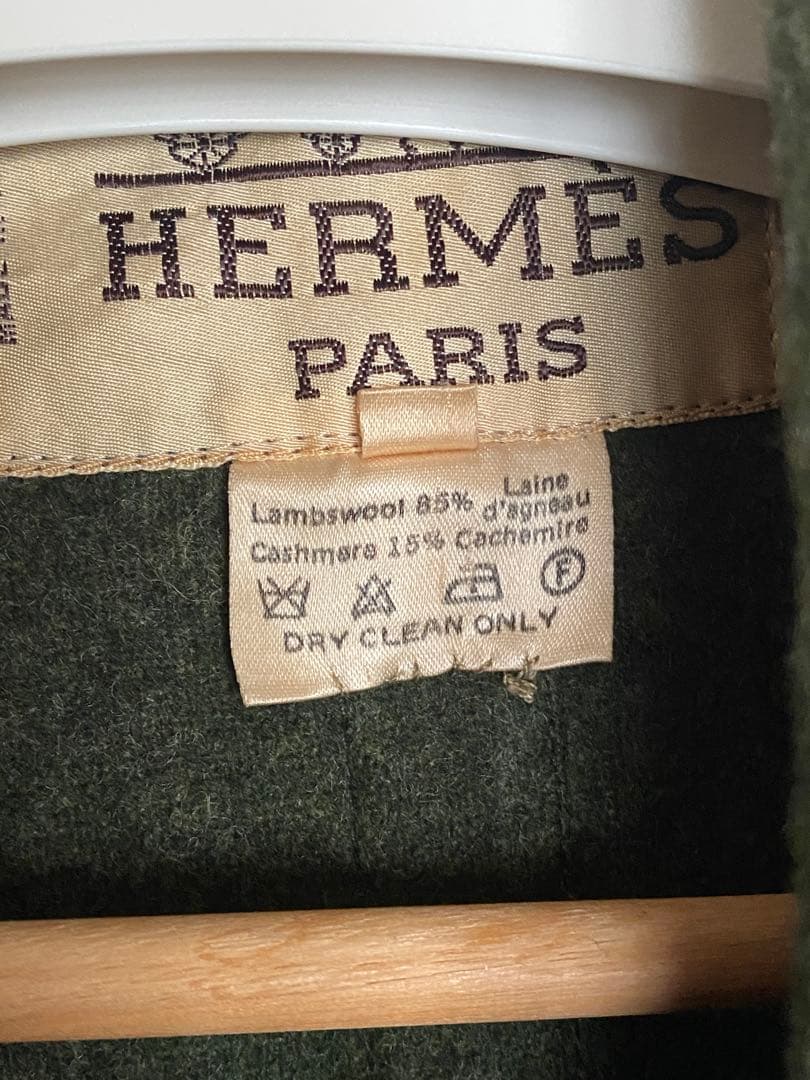 HERMÈS
PARIS
Lambswool 85% Laine d'agneau
Cashmere 15% Cachemire
F
DRY CLEAN ONLY